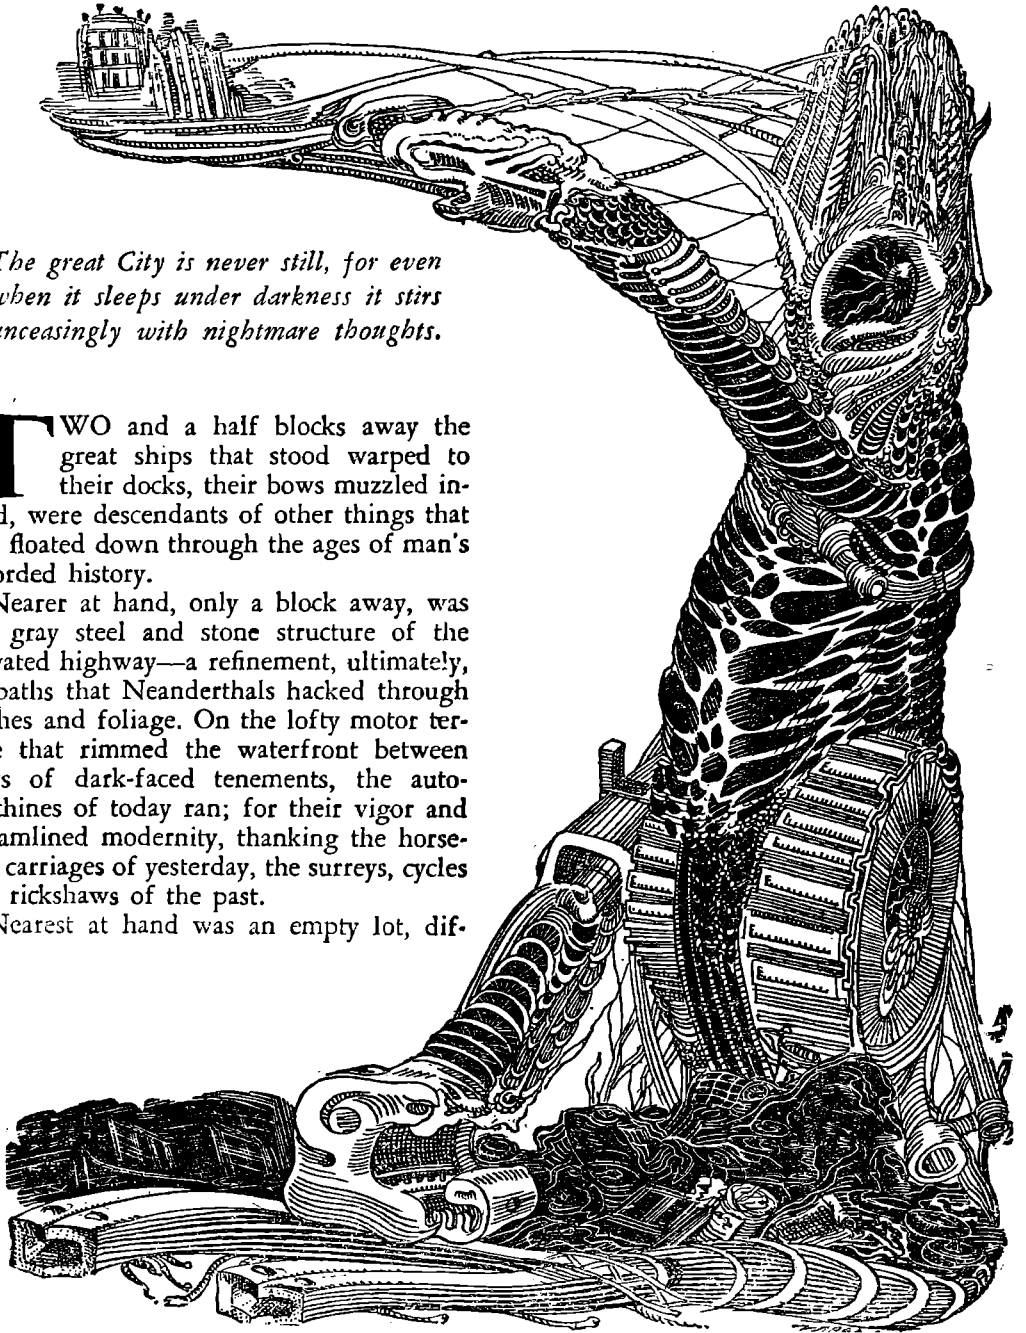 The great City is never still, for even
when it sleeps under darkness it stirs
unceasingly with nightmare thoughts.
TWO and a half blocks away the
great ships that stood warped to
their docks, their bows muzzled in-
d, were descendants of other things that
floated down through the ages of man's
orded history.
Nearer at hand, only a block away, was
gray steel and stone structure of the
vated highway—a refinement, ultimately,
paths that Neanderthals hacked through
hes and foliage. On the lofty motor ter-
e that rimmed the waterfront between
s of dark-faced tenements, the auto-
hines of today ran; for their vigor and
amlined modernity, thanking the horse-
carriages of yesterday, the surreys, cycles
rickshaws of the past.
Nearest at hand was an empty lot, dif-